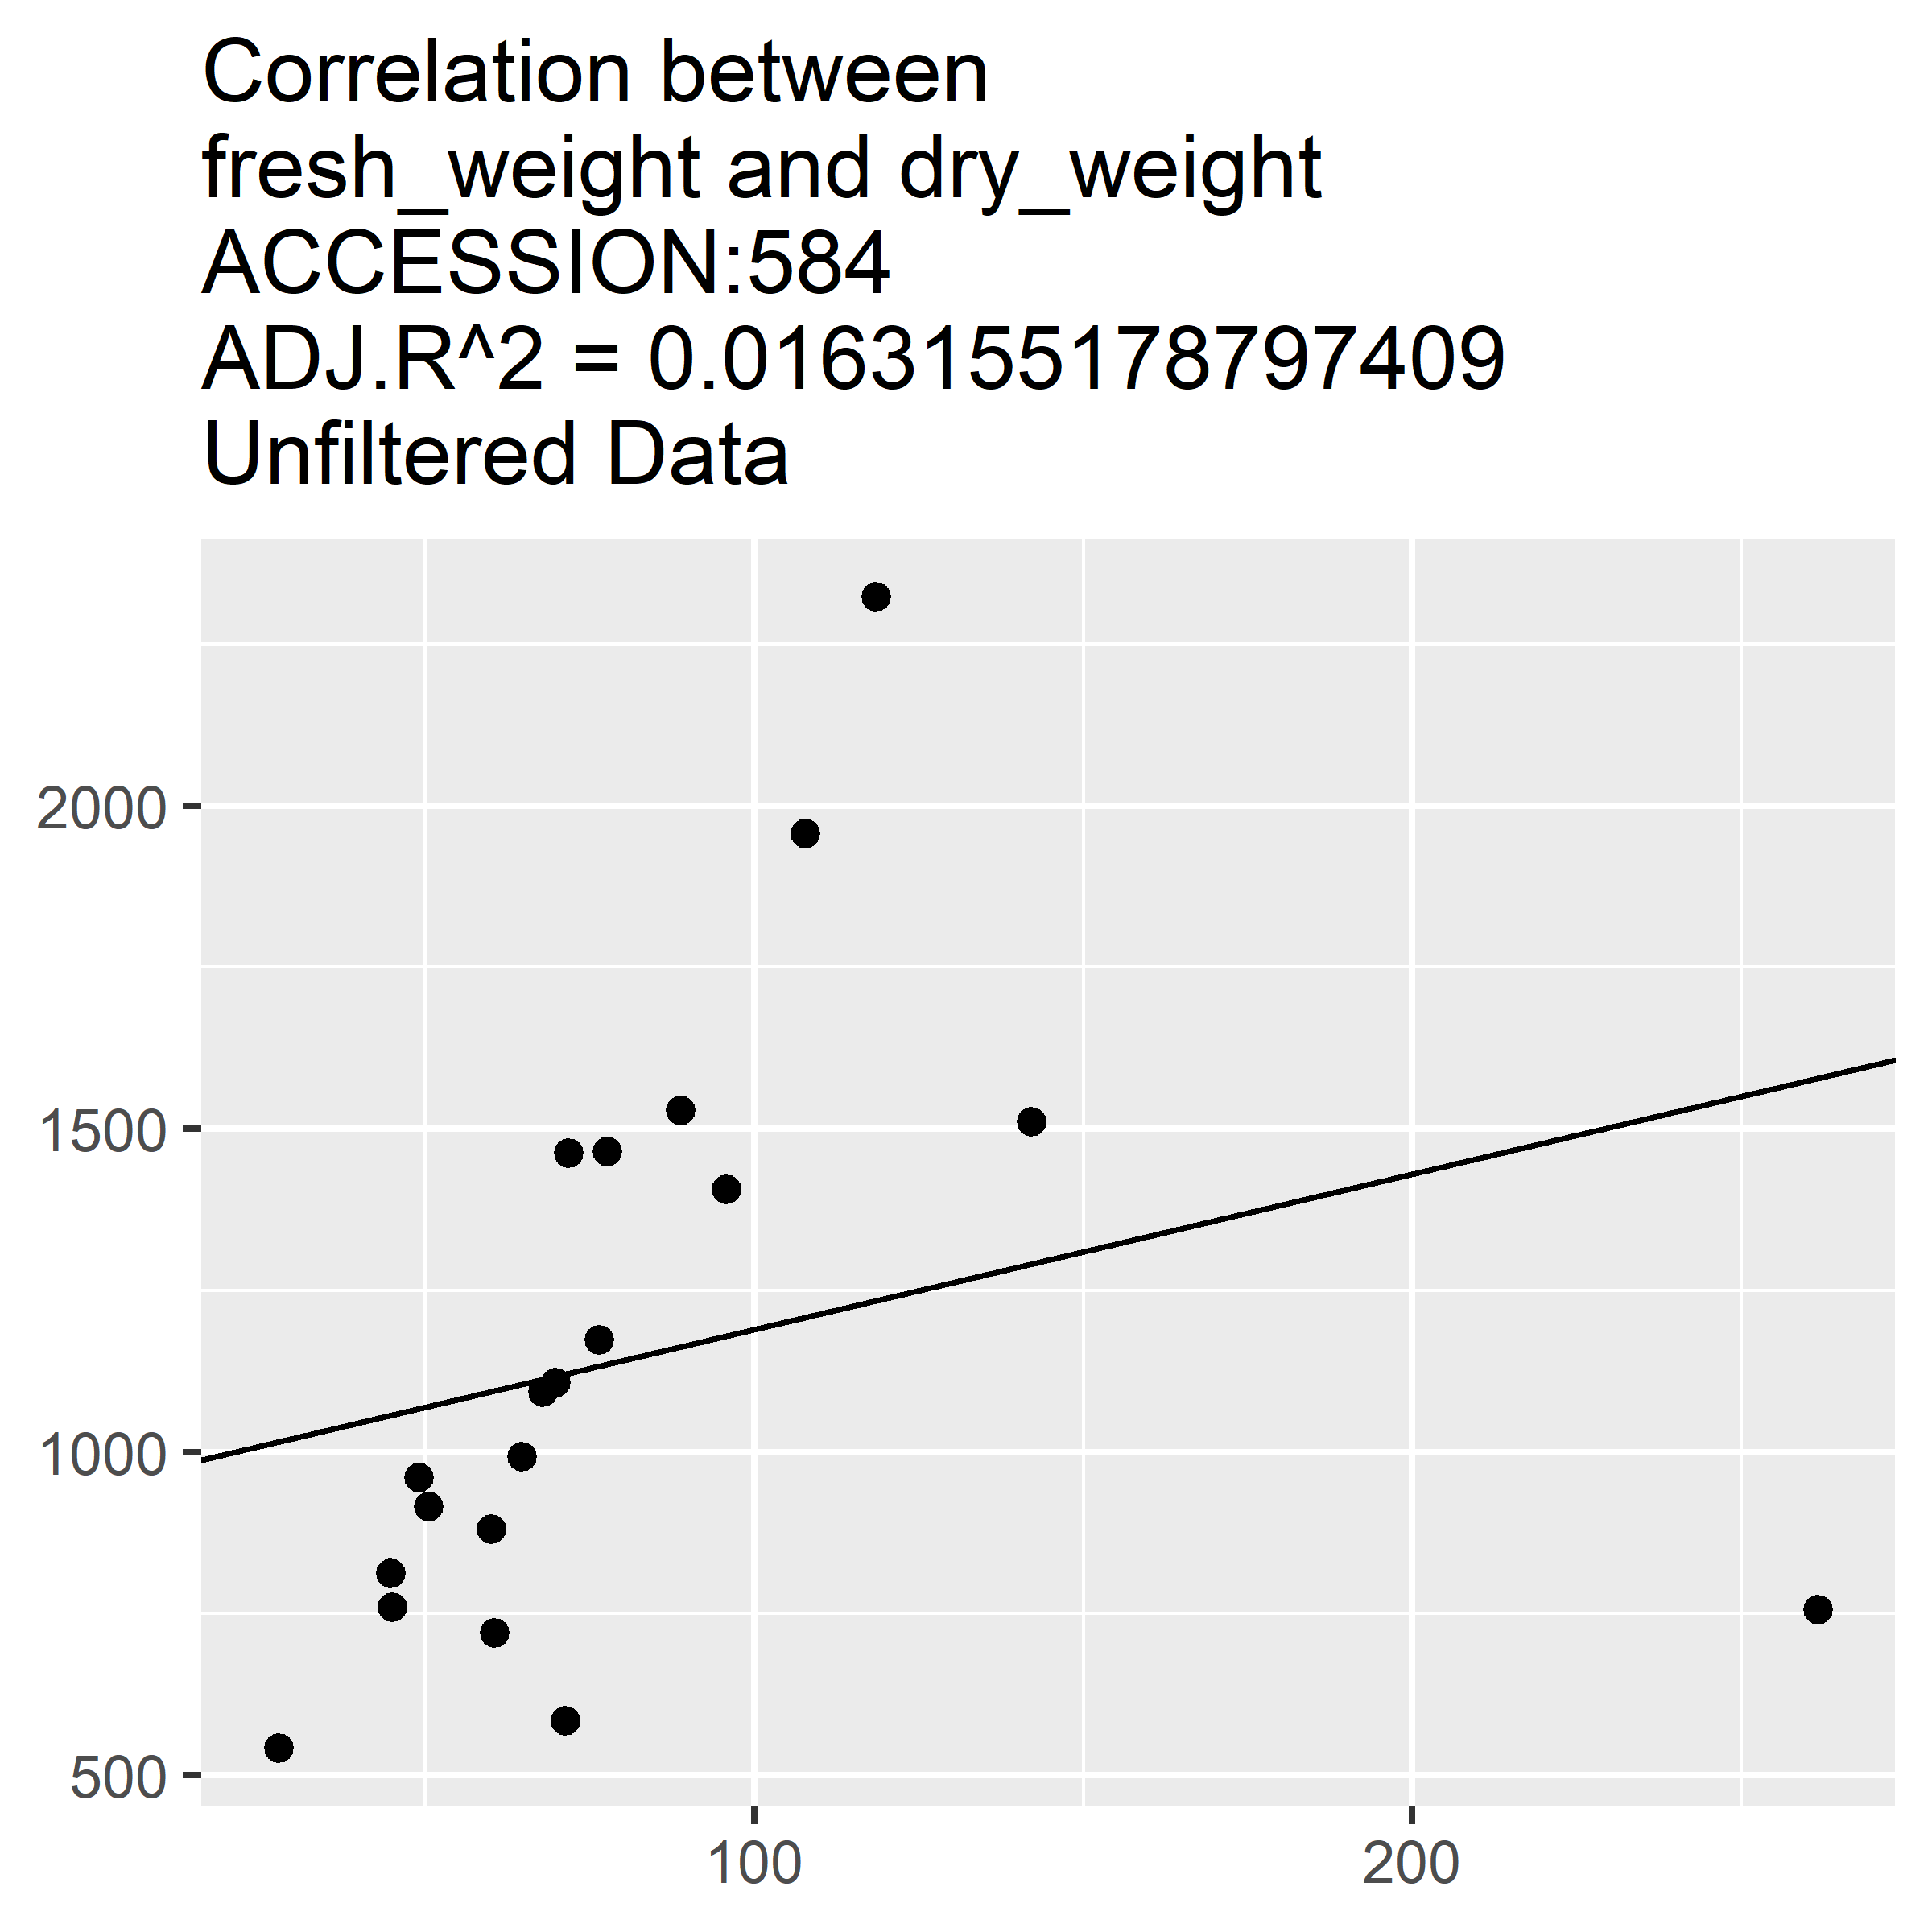 Correlation between
fresh_weight and dry_weight
ACCESSION:584
ADJ.R^2 = 0.0163155178797409
Unfiltered Data
2000
1500
1000
500
100
200